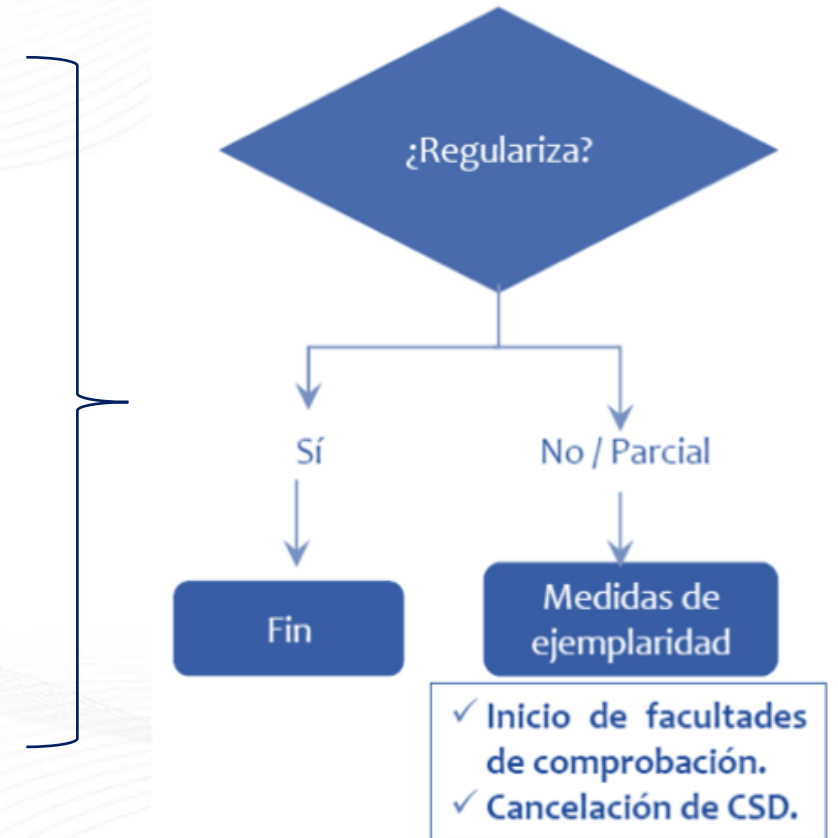 ¿Regulariza?
Sí
No / Parcial
Fin
Medidas de
ejemplaridad
✓ Inicio de facultades
de comprobación.
✓ Cancelación de CSD.